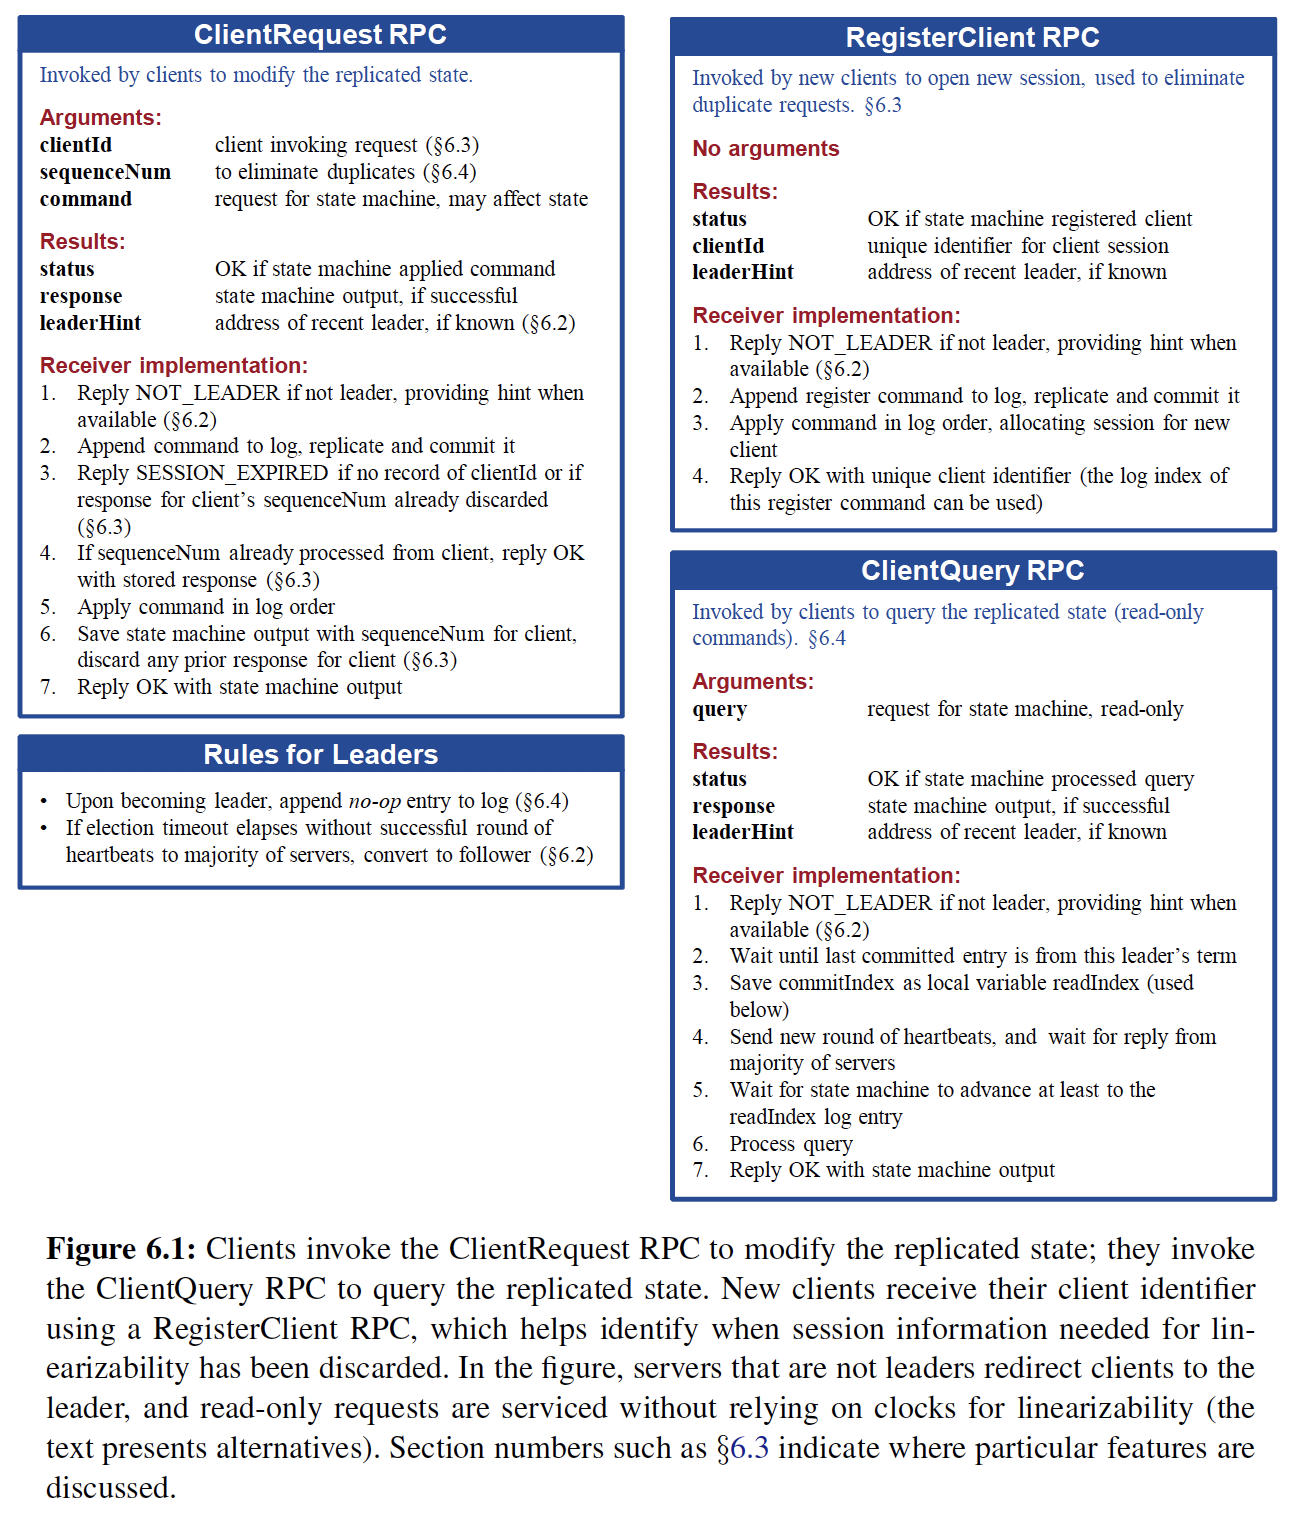 ClientRequest RPC
Invoked by clients to modify the replicated state.
Arguments:
clientId client invoking request (§6.3)
sequenceNum to eliminate duplicates (§6.4)
command request for state machine, may affect state
Results:
status OK if state machine applied command
response state machine output, if successful
leaderHint address of recent leader, if known (§6.2)
Receiver implementation:
1. Reply NOT_LEADER if not leader, providing hint when
available (§6.2)
2. Append command to log, replicate and commit it
3. Reply SESSION_EXPIRED if no record of clientId or if
response for client’s sequenceNum already discarded
(§6.3)
4. If sequenceNum already processed from client, reply OK
with stored response (§6.3)
5. Apply command in log order
6. Save state machine output with sequenceNum for client,
discard any prior response for client (§6.3)
7. Reply OK with state machine output
Rules for Leaders
• Upon becoming leader, append no-op entry to log (§6.4)
• If election timeout elapses without successful round of
heartbeats to majority of servers, convert to follower (§6.2)
RegisterClient RPC
Invoked by new clients to open new session, used to eliminate
duplicate requests. §6.3
No arguments
Results:
status OK if state machine registered client
clientId unique identifier for client session
leaderHint address of recent leader, if known
Receiver implementation:
1. Reply NOT_LEADER if not leader, providing hint when
available (§6.2)
2. Append register command to log, replicate and commit it
3. Apply command in log order, allocating session for new
client
4. Reply OK with unique client identifier (the log index of
this register command can be used)
ClientQuery RPC
Invoked by clients to query the replicated state (read-only
commands). §6.4
Arguments:
query request for state machine, read-only
Results:
status OK if state machine processed query
response state machine output, if successful
leaderHint address of recent leader, if known
Receiver implementation:
1. Reply NOT_LEADER if not leader, providing hint when
available (§6.2)
2. Wait until last committed entry is from this leader’s term
3. Save commitIndex as local variable readIndex (used
below)
4. Send new round of heartbeats, and wait for reply from
majority of servers
5. Wait for state machine to advance at least to the
readIndex log entry
6. Process query
7. Reply OK with state machine output
Figure 6.1: Clients invoke the ClientRequest RPC to modify the replicated state; they invoke
the ClientQuery RPC to query the replicated state. New clients receive their client identifier
using a RegisterClient RPC, which helps identify when session information needed for lin-
earizability has been discarded. In the figure, servers that are not leaders redirect clients to the
leader, and read-only requests are serviced without relying on clocks for linearizability (the
text presents alternatives). Section numbers such as §6.3 indicate where particular features are
discussed.